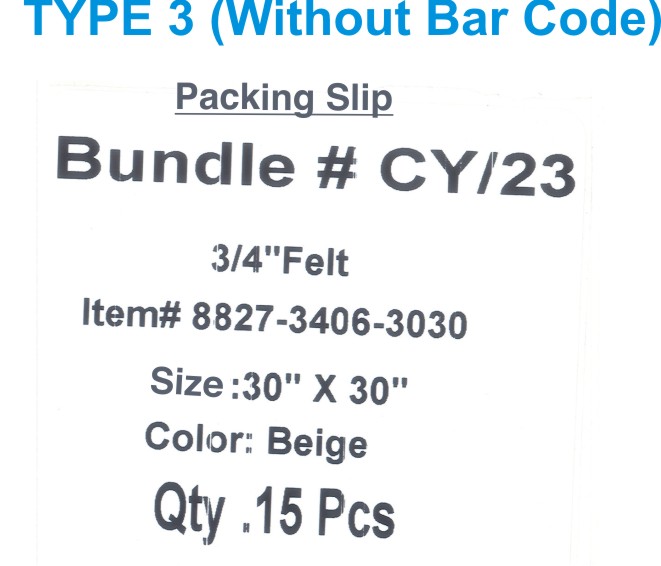 TYPE 3 (Without Bar Code)
Packing Slip
Bundle # CY/23
3/4"Felt
Item# 8827-3406-3030
Size :30" X 30"
Color: Beige
Qty .15 Pcs